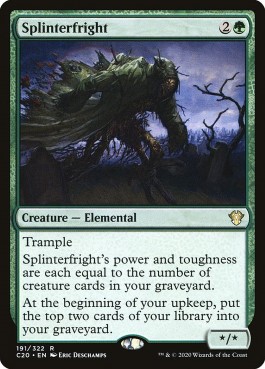 Splinterfright 2
Creature — Elemental
Trample
Splinterfright's power and toughness
are each equal to the number of
creature cards in your graveyard.
At the beginning of your upkeep, put
the top two cards of your library into
your graveyard.
*/*
191/322 R
C20 • EN ERIC DESCHAMPS ™ & © 2020 Wizards of the Coast